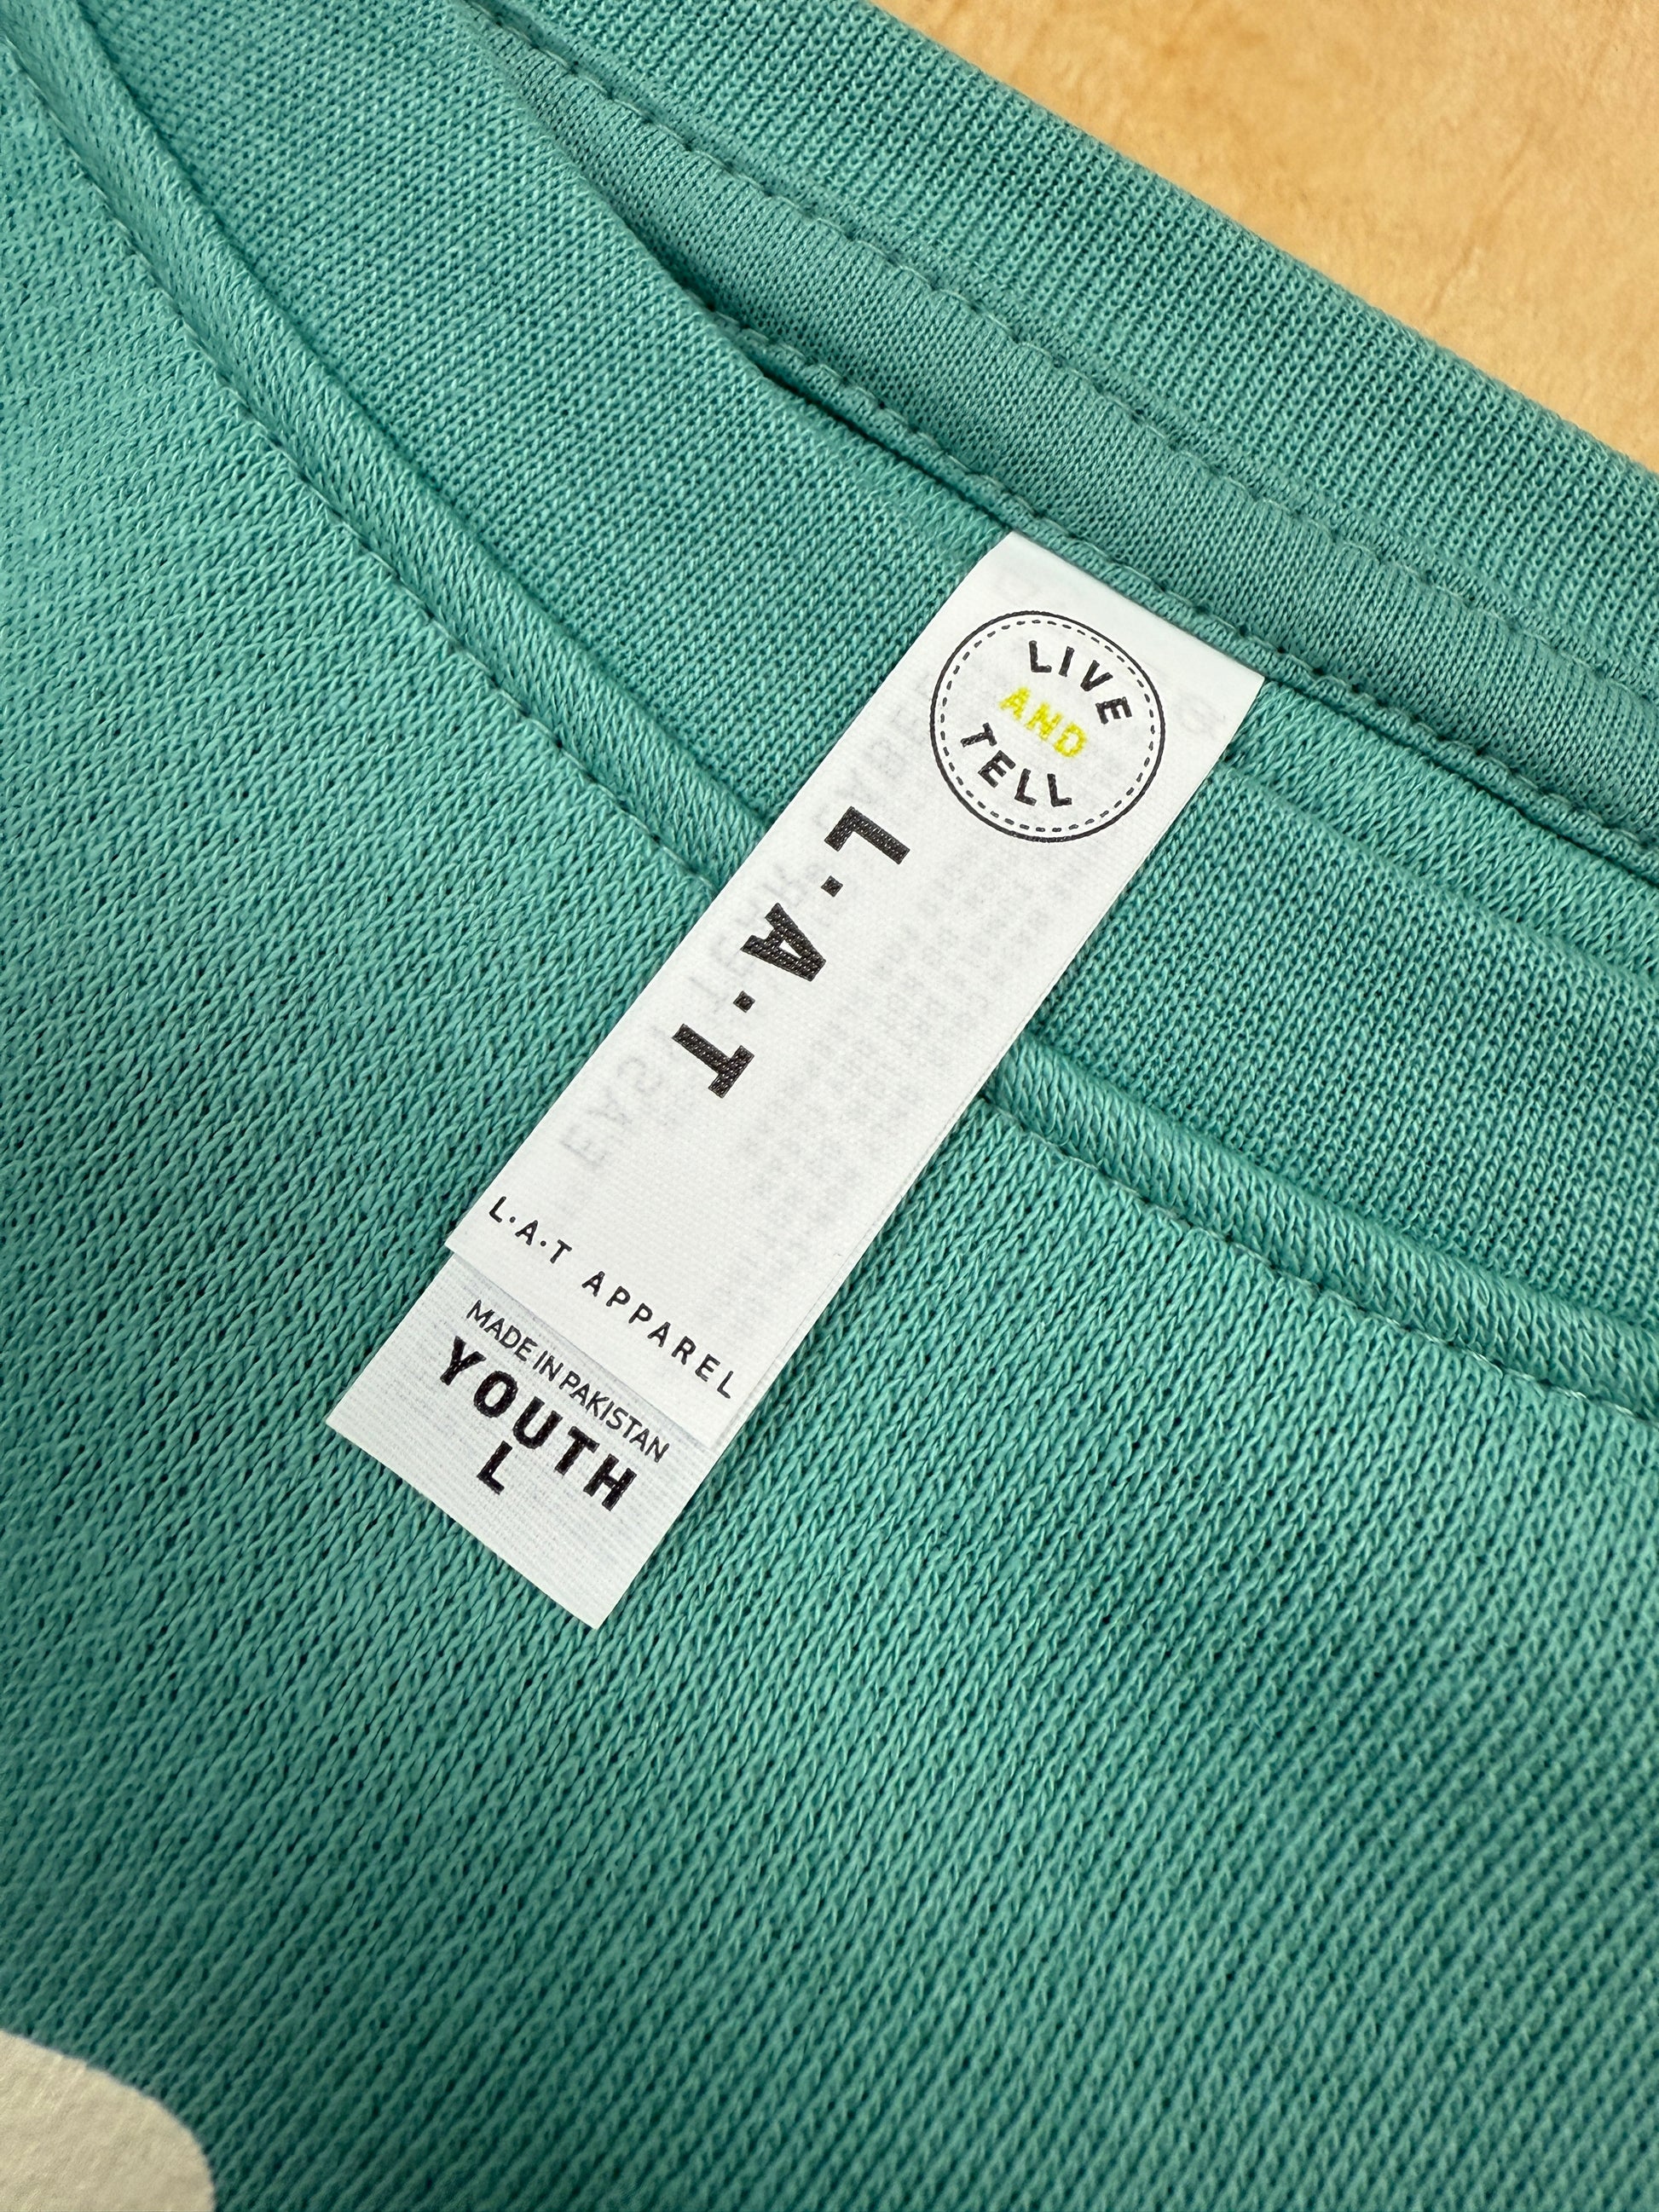 LIVE
AND
TELL
L·A·T
L·A·T APPAREL
MADE IN PAKISTAN
YOUTH
L